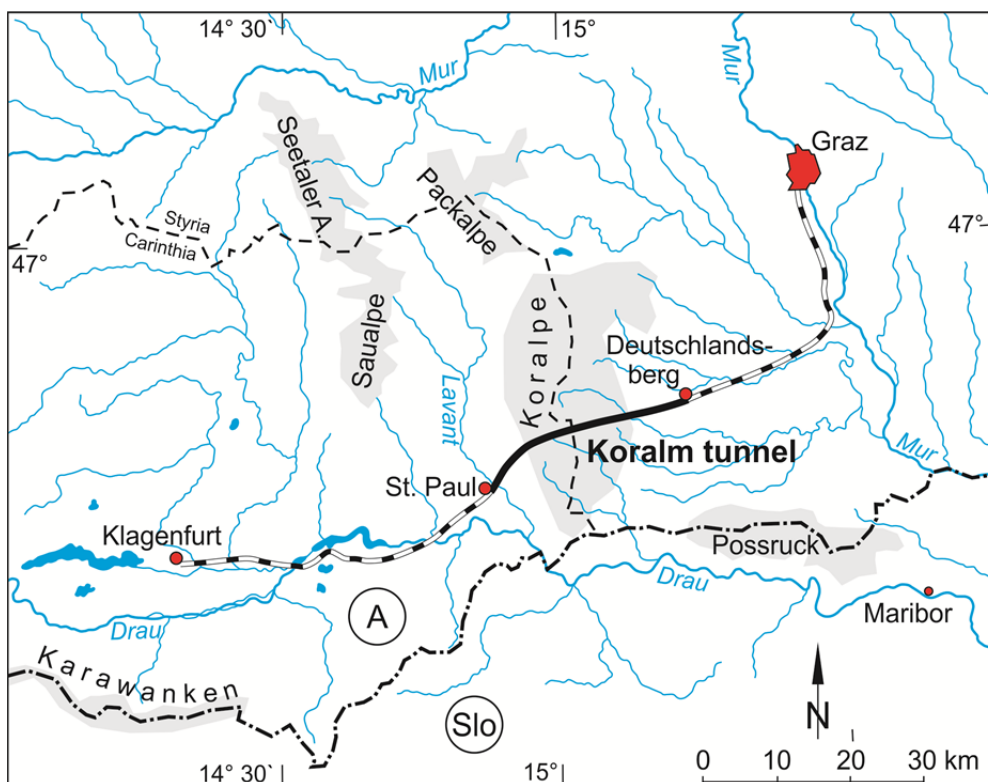 14° 30`
15°
Mur
Mur
Graz
Seetaler A.
Packalpe
Styria
Carinthia
47°
47°
Saualpe
Koralpe
Deutschlands-
berg
Lavant
Koralm tunnel
St. Paul
Mur
Klagenfurt
Possruck
Drau
Maribor
A
Drau
Karawanken
Slo
N
14° 30`
15°
0 10 20 30 km